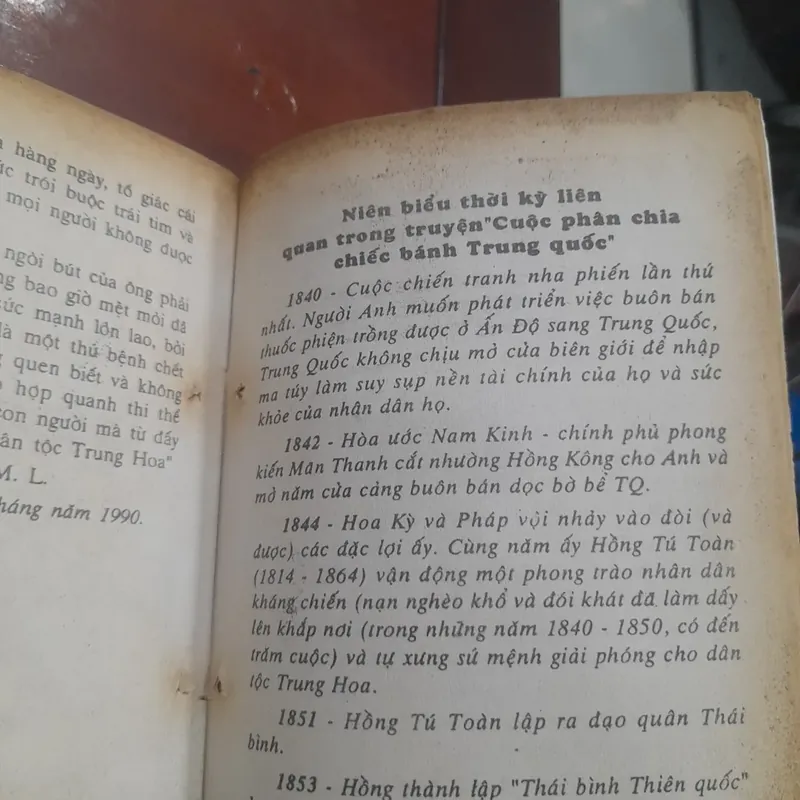 hàng ngày, tố giác cái
trói buộc trái tim và
mọi người không được
ngòi bút của ông phải
bao giờ mệt mỏi đã
sức mạnh lớn lao, bởi
là một thứ bệnh chết
quen biết và không
hợp quanh thi thể
con người mà từ đấy
dân tộc Trung Hoa"
M. L.
tháng năm 1990.
Niên biểu thời kỳ liên
quan trong truyện"Cuộc phân chia
chiếc bánh Trung quốc"
1840 - Cuộc chiến tranh nha phiến lần thứ
nhất. Người Anh muốn phát triển việc buôn bán
thuốc phiện trồng được ở Ấn Độ sang Trung Quốc,
Trung Quốc không chịu mở cửa biên giới để nhập
ma túy làm suy sụp nền tài chính của họ và sức
khỏe của nhân dân họ.
1842 - Hòa ước Nam Kinh - chính phủ phong
kiến Mãn Thanh cắt nhường Hồng Kông cho Anh và
mở năm cửa cảng buôn bán dọc bờ bể TQ.
1844 - Hoa Kỳ và Pháp vội nhảy vào đòi (và
được) các đặc lợi ấy. Cùng năm ấy Hồng Tú Toàn
(1814 - 1864) vận động một phong trào nhân dân
kháng chiến (nạn nghèo khổ và đói khát đã làm dấy
lên khắp nơi (trong những năm 1840 - 1850, có đến
trăm cuộc) và tự xưng sứ mệnh giải phóng cho dân
tộc Trung Hoa.
1851 - Hồng Tú Toàn lập ra đạo quân Thái
bình.
1853 - Hồng thành lập "Thái bình Thiên quốc"